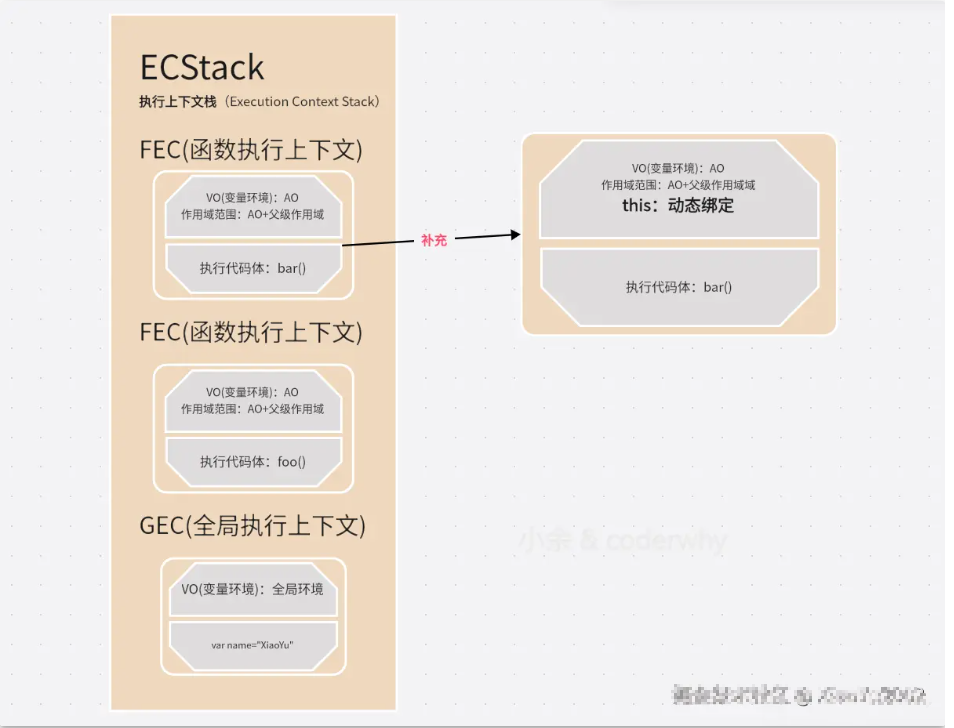 ECStack
执行上下文栈（Execution Context Stack）
FEC(函数执行上下文)
VO(变量环境)：AO
作用域范围：AO+父级作用域
执行代码体：bar()
补充
VO(变量环境)：AO
作用域范围：AO+父级作用域域
this：动态绑定
执行代码体：bar()
FEC(函数执行上下文)
VO(变量环境)：AO
作用域范围：AO+父级作用域
执行代码体：foo()
GEC(全局执行上下文)
VO(变量环境)：全局环境
var name="XiaoYu"
小余 & coderwhy